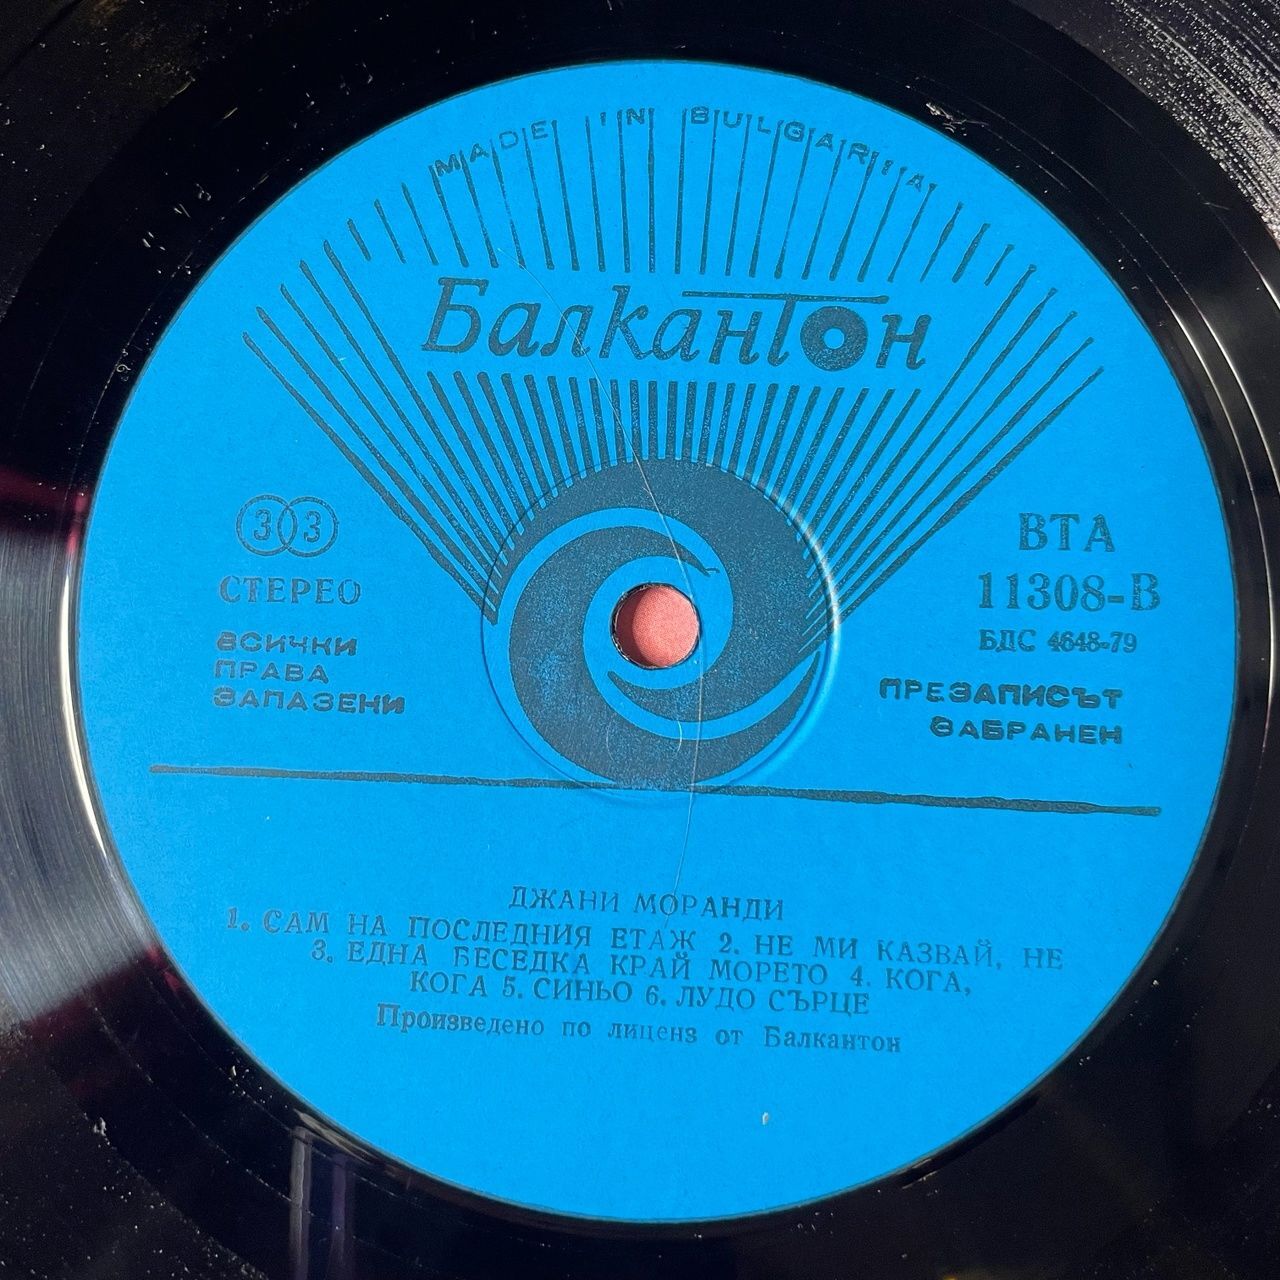 MADE IN BULGARIA
Балкантон
33
СТЕРЕО
ВСИЧКИ
ПРАВА
ЗАПАЗЕНИ
ВТА
11308-В
БДС 4648-79
ПРЕЗАПИСЪТ
ЗАБРАНЕН
ДЖАНИ МОРАНДИ
1. САМ НА ПОСЛЕДНИЯ ЕТАЖ 2. НЕ МИ КАЗВАЙ, НЕ
3. ЕДНА БЕСЕДКА КРАЙ МОРЕТО 4. КОГА,
КОГА 5. СИНЬО 6. ЛУДО СЪРЦЕ
Произведено по лиценз от Балкантон